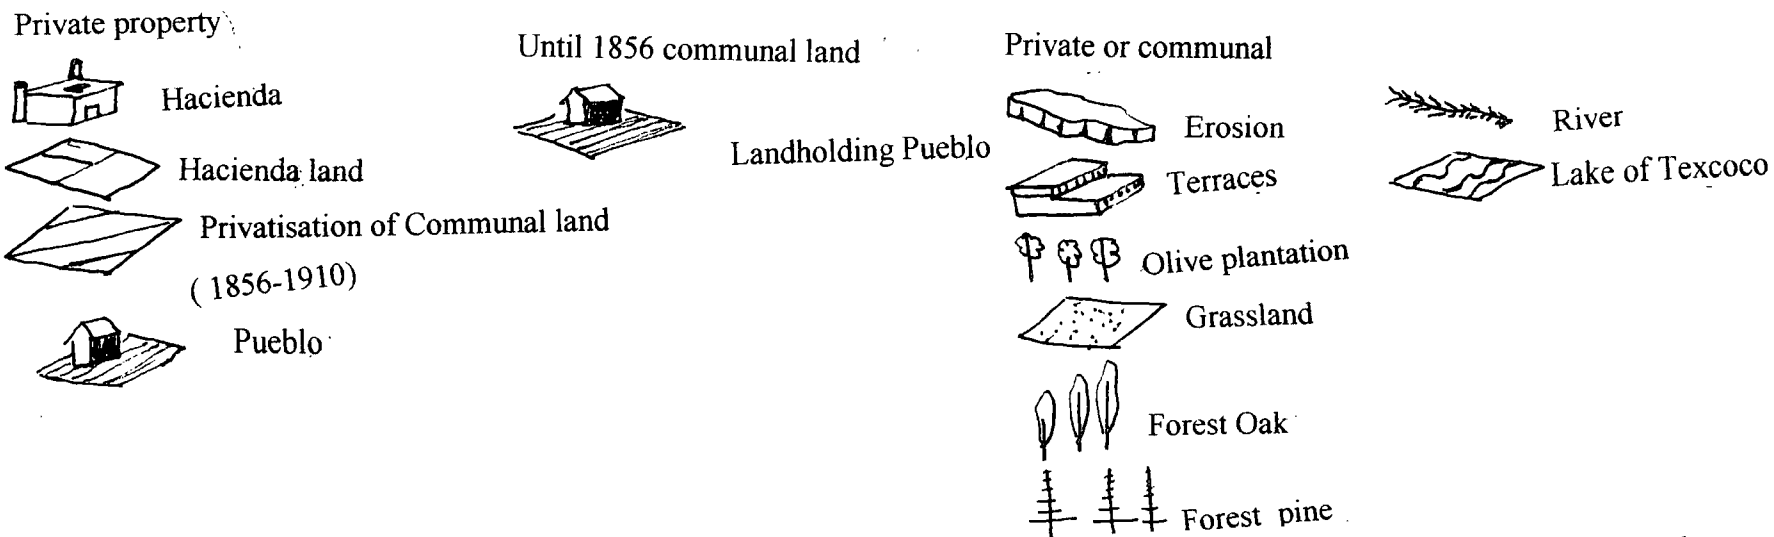 Private property
Hacienda
Hacienda land
Privatisation of Communal land
( 1856-1910)
Pueblo
Until 1856 communal land
Landholding Pueblo
Private or communal
Erosion
Terraces
Olive plantation
Grassland
Forest Oak
Forest pine
River
Lake of Texcoco